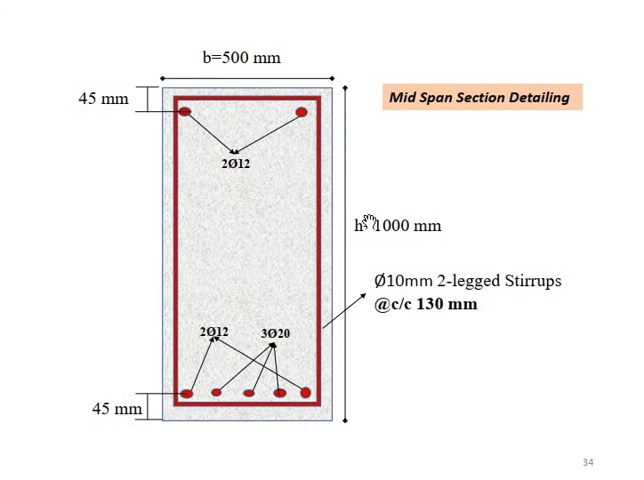 b=500 mm
45 mm
Mid Span Section Detailing
2Ø12
h=1000 mm
Ø10mm 2-legged Stirrups
@c/c 130 mm
2Ø12
3Ø20
45 mm
34